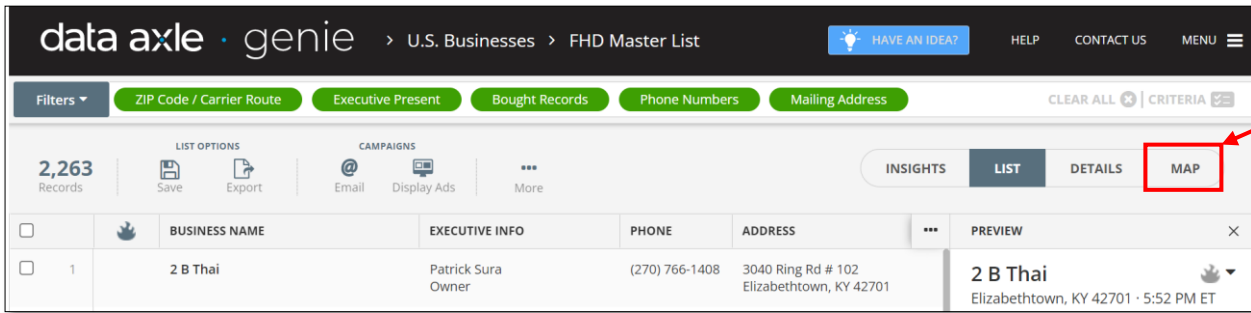 data axle · genie > U.S. Businesses > FHD Master List HAVE AN IDEA? HELP CONTACT US MENU
Filters ZIP Code / Carrier Route Executive Present Bought Records Phone Numbers Mailing Address CLEAR ALL | CRITERIA
LIST OPTIONS CAMPAIGNS
2,263 Records Save Export @ Email Display Ads ... More INSIGHTS LIST DETAILS MAP
BUSINESS NAME EXECUTIVE INFO PHONE ADDRESS ... PREVIEW ×
1 2 B Thai Patrick Sura (270) 766-1408 3040 Ring Rd # 102 2 B Thai
Owner Elizabethtown, KY 42701 Elizabethtown, KY 42701 · 5:52 PM ET